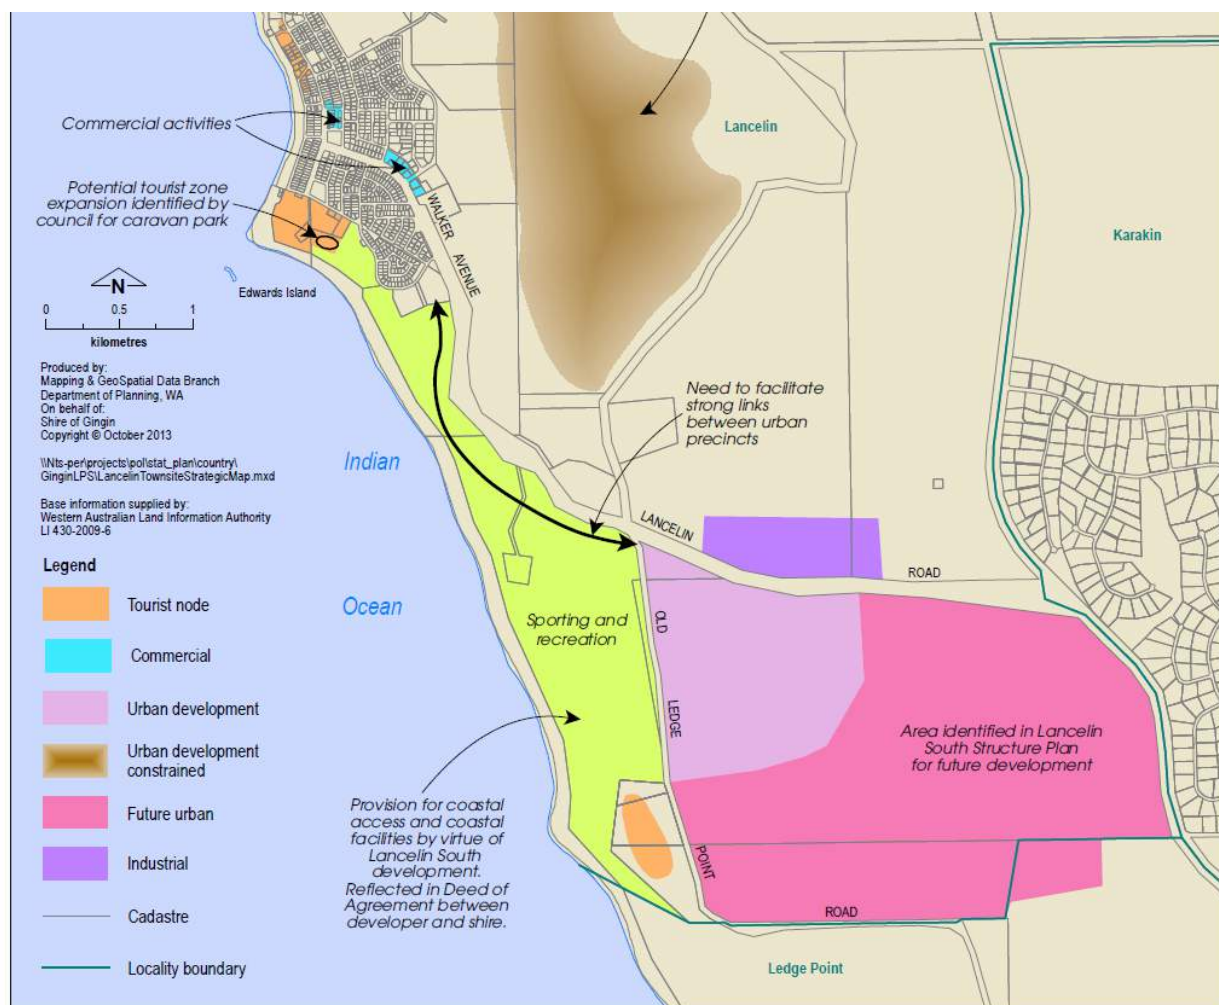 Commercial activities
Lancelin
Potential tourist zone
expansion identified by
council for caravan park
WALKER
AVENUE
Karakin
N
Edwards Island
0 0.5 1
kilometres
Produced by:
Mapping & GeoSpatial Data Branch
Department of Planning, WA
On behalf of:
Shire of Gingin
Copyright © October 2013
\\Nts-per\projects\pol\stat_plan\country\
GinginLPS\LancelinTownsiteStrategicMap.mxd
Base information supplied by:
Western Australian Land Information Authority
LI 430-2009-6
Need to facilitate
strong links
between urban
precincts
Indian
Ocean
LANCELIN
ROAD
Sporting and
recreation
OLD
LEDGE
POINT
ROAD
Area identified in Lancelin
South Structure Plan
for future development
Provision for coastal
access and coastal
facilities by virtue of
Lancelin South
development.
Reflected in Deed of
Agreement between
developer and shire.
Ledge Point
Legend
Tourist node
Commercial
Urban development
Urban development
constrained
Future urban
Industrial
Cadastre
Locality boundary